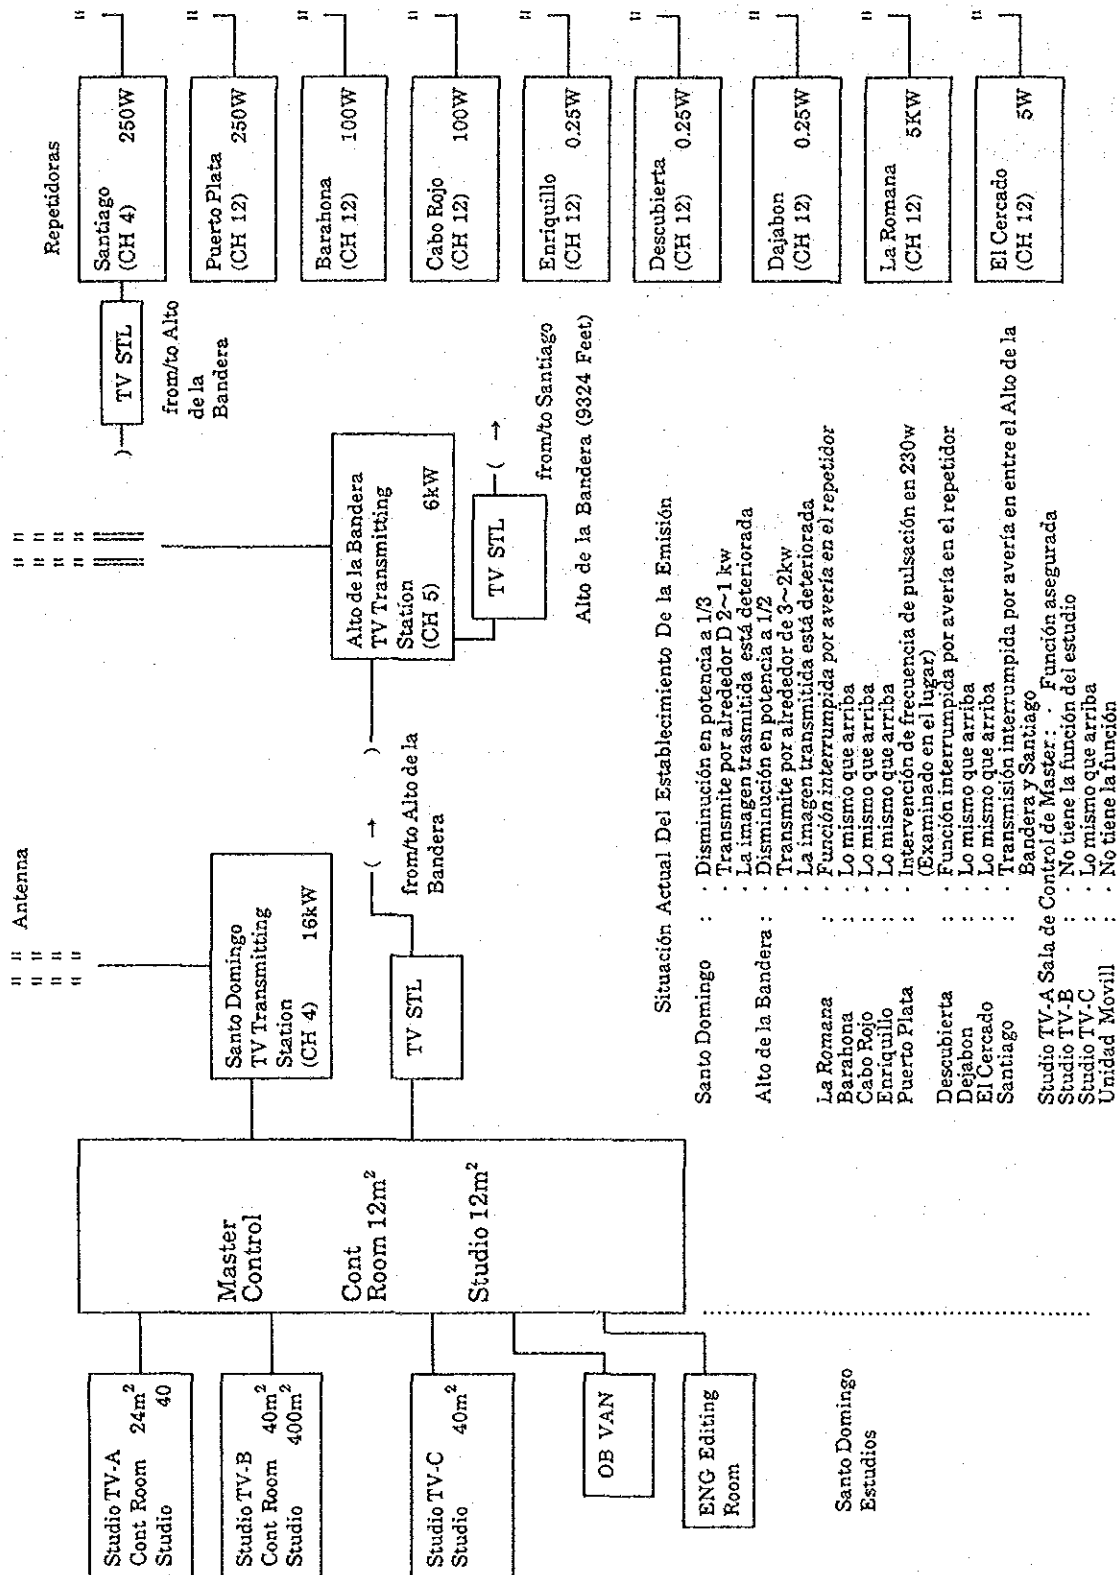 Studio TV-A
Cont Room 24m²
Studio 40
Studio TV-B
Cont Room 40m²
Studio 400m²
Studio TV-C
Studio 40m²
OB VAN
ENG Editing
Room
Santo Domingo
Estudios
Master
Control
Cont
Room 12m²
Studio 12m²
Antenna
Santo Domingo
TV Transmitting
Station
(CH 4) 16kW
TV STL
from/to Alto de la
Bandera
Alto de la Bandera
TV Transmitting
Station
(CH 5) 6kW
TV STL
from/to Santiago
Alto de la Bandera (9324 Feet)
Repetidoras
TV STL
from/to Alto
de la
Bandera
Santiago
(CH 4) 250W
Puerto Plata
(CH 12) 250W
Barahona
(CH 12) 100W
Cabo Rojo
(CH 12) 100W
Enriquillo
(CH 12) 0.25W
Descubierta
(CH 12) 0.25W
Dajabon
(CH 12) 0.25W
La Romana
(CH 12) 5KW
El Cercado
(CH 12) 5W
Situación Actual Del Establecimiento De la Emisión
Santo Domingo : · Disminución en potencia a 1/3
· Transmite por alrededor D 2~1 kw
· La imagen trasmitida está deteriorada
Alto de la Bandera : · Disminución en potencia a 1/2
· Transmite por alrededor de 3~2kw
· La imagen transmitida está deteriorada
La Romana : · Función interrumpida por avería en el repetidor
Barahona : · Lo mismo que arriba
Cabo Rojo : · Lo mismo que arriba
Enriquillo : · Lo mismo que arriba
Puerto Plata : · Intervención de frecuencia de pulsación en 230w
(Examinado en el lugar)
Descubierta : · Función interrumpida por avería en el repetidor
Dejabon : · Lo mismo que arriba
El Cercado : · Lo mismo que arriba
Santiago : · Transmisión interrumpida por avería en entre el Alto de la
Bandera y Santiago
Studio TV-A Sala de Control de Master : · Función asegurada
Studio TV-B : · No tiene la función del estudio
Studio TV-C : · Lo mismo que arriba
Unidad Movill : · No tiene la función